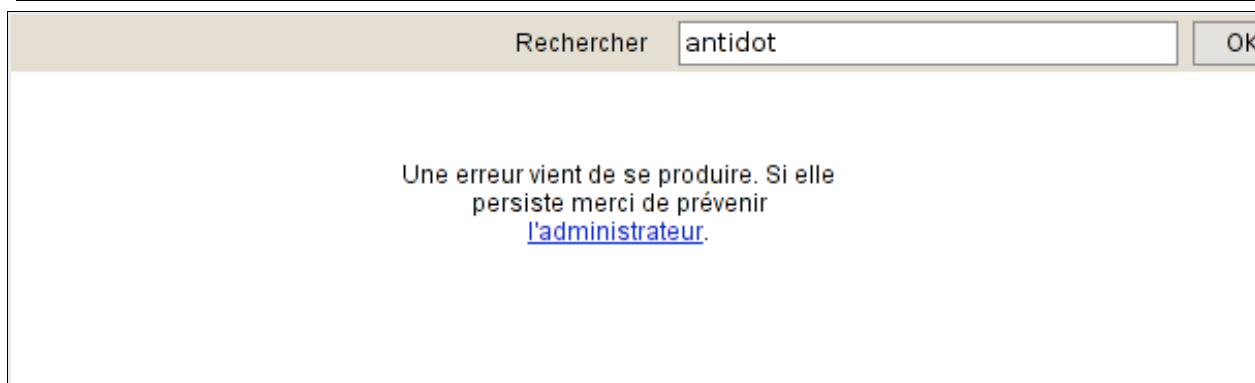 Rechercher antidot OK
Une erreur vient de se produire. Si elle
persiste merci de prévenir
l'administrateur.